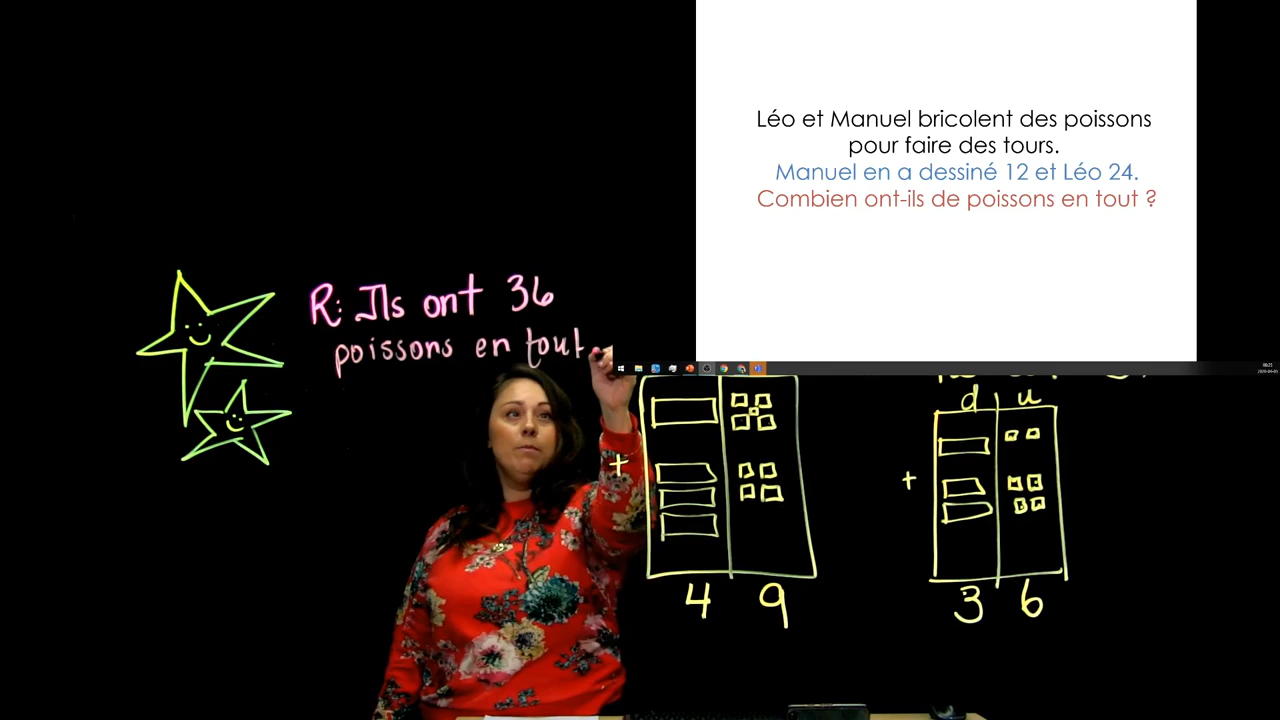 Léo et Manuel bricolent des poissons
pour faire des tours.
Manuel en a dessiné 12 et Léo 24.
Combien ont-ils de poissons en tout ?
R: Ils ont 36
poissons en tout.
d u
+
+
4 9
3 6